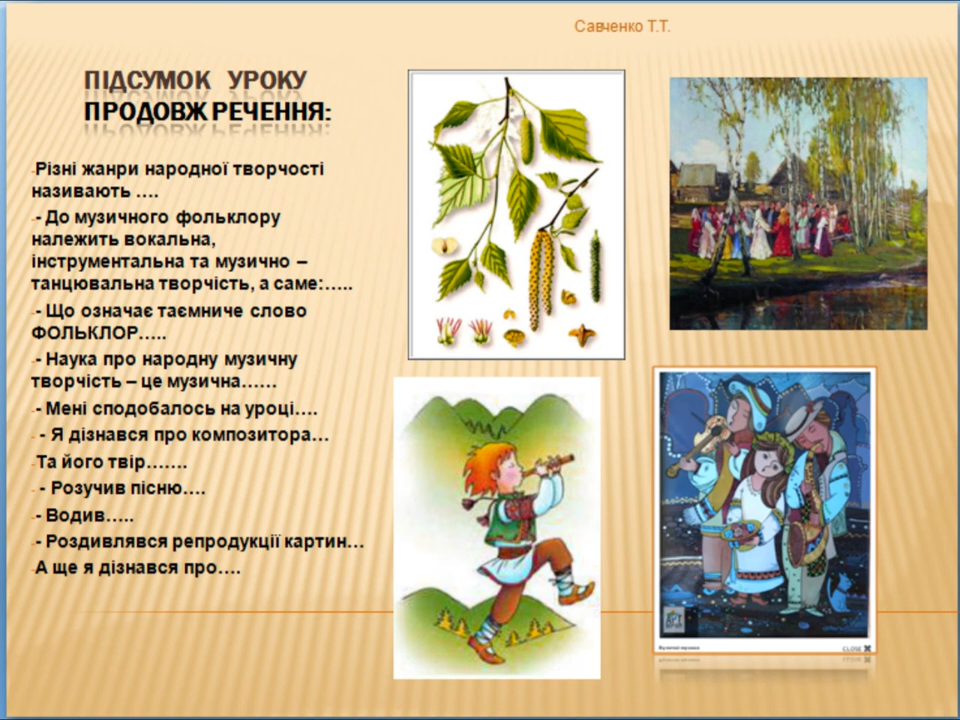 Савченко Т.Т.
ПІДСУМОК УРОКУ
ПРОДОВЖ РЕЧЕННЯ:
-Різні жанри народної творчості
називають ….
- - До музичного фольклору
належить вокальна,
інструментальна та музично –
танцювальна творчість, а саме:…..
- - Що означає таємниче слово
ФОЛЬКЛОР…..
- - Наука про народну музичну
творчість – це музична……
- - Мені сподобалось на уроці….
- - Я дізнався про композитора…
-Та його твір…….
- - Розучив пісню….
- - Водив…..
- - Роздивлявся репродукції картин…
-А ще я дізнався про….
АРТ
CLOSE ✖